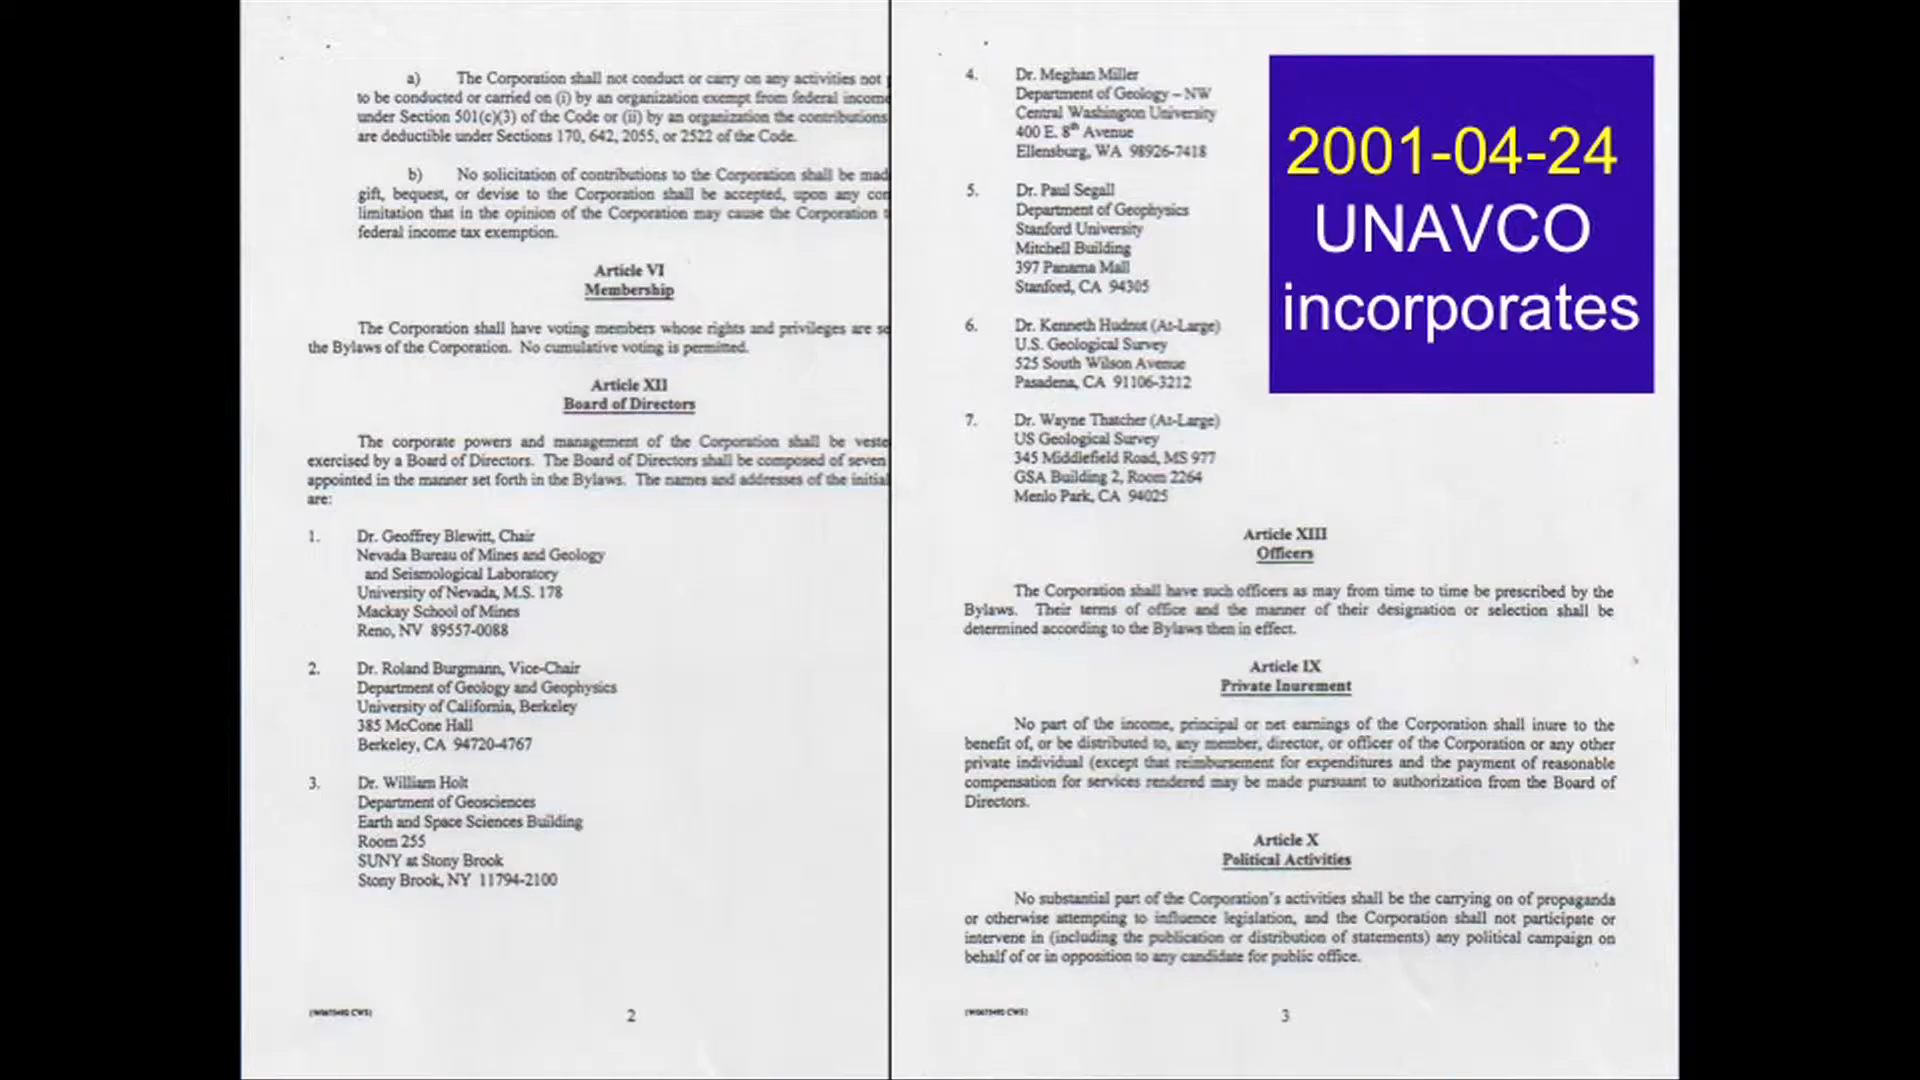 a) The Corporation shall not conduct or carry on any activities not
to be conducted or carried on (i) by an organization exempt from federal income
under Section 501(c)(3) of the Code or (ii) by an organization the contributions
are deductible under Sections 170, 642, 2055, or 2522 of the Code.
b) No solicitation of contributions to the Corporation shall be mad
gift, bequest, or devise to the Corporation shall be accepted, upon any con
limitation that in the opinion of the Corporation may cause the Corporation t
federal income tax exemption.
Article VI
Membership
The Corporation shall have voting members whose rights and privileges are se
the Bylaws of the Corporation. No cumulative voting is permitted.
Article XII
Board of Directors
The corporate powers and management of the Corporation shall be veste
exercised by a Board of Directors. The Board of Directors shall be composed of seven
appointed in the manner set forth in the Bylaws. The names and addresses of the initial
are:
1. Dr. Geoffrey Blewitt, Chair
Nevada Bureau of Mines and Geology
and Seismological Laboratory
University of Nevada, M.S. 178
Mackay School of Mines
Reno, NV 89557-0088
2. Dr. Roland Burgmann, Vice-Chair
Department of Geology and Geophysics
University of California, Berkeley
385 McCone Hall
Berkeley, CA 94720-4767
3. Dr. William Holt
Department of Geosciences
Earth and Space Sciences Building
Room 255
SUNY at Stony Brook
Stony Brook, NY 11794-2100
2
4. Dr. Meghan Miller
Department of Geology – NW
Central Washington University
400 E. 8th Avenue
Ellensburg, WA 98926-7418
5. Dr. Paul Segall
Department of Geophysics
Stanford University
Mitchell Building
397 Panama Mall
Stanford, CA 94305
6. Dr. Kenneth Hudnut (At-Large)
U.S. Geological Survey
525 South Wilson Avenue
Pasadena, CA 91106-3212
7. Dr. Wayne Thatcher (At-Large)
US Geological Survey
345 Middlefield Road, MS 977
GSA Building 2, Room 2264
Menlo Park, CA 94025
Article XIII
Officers
The Corporation shall have such officers as may from time to time be prescribed by the
Bylaws. Their terms of office and the manner of their designation or selection shall be
determined according to the Bylaws then in effect.
Article IX
Private Inurement
No part of the income, principal or net earnings of the Corporation shall inure to the
benefit of, or be distributed to, any member, director, or officer of the Corporation or any other
private individual (except that reimbursement for expenditures and the payment of reasonable
compensation for services rendered may be made pursuant to authorization from the Board of
Directors.
Article X
Political Activities
No substantial part of the Corporation's activities shall be the carrying on of propaganda
or otherwise attempting to influence legislation, and the Corporation shall not participate or
intervene in (including the publication or distribution of statements) any political campaign on
behalf of or in opposition to any candidate for public office.
3
2001-04-24
UNAVCO
incorporates